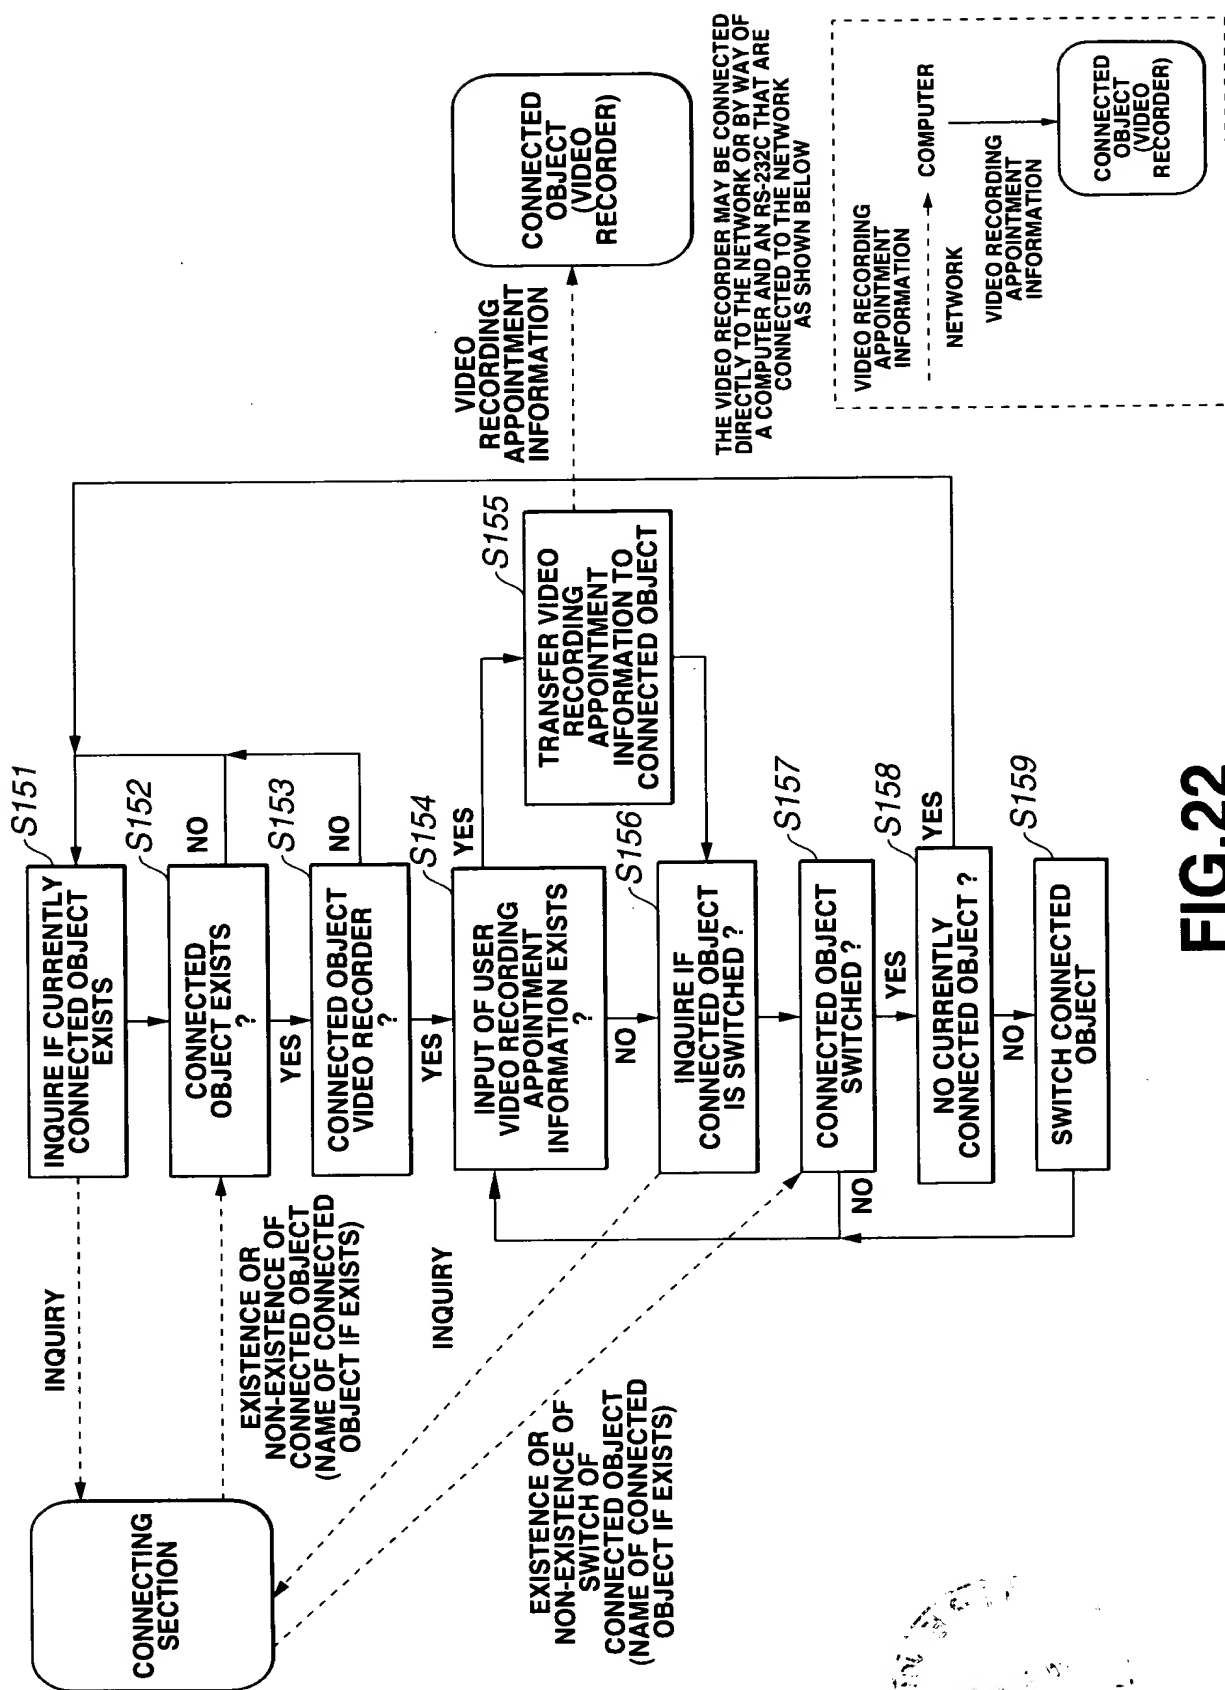 CONNECTING
SECTION
INQUIRY
EXISTENCE OR
NON-EXISTENCE OF
CONNECTED OBJECT
(NAME OF CONNECTED
OBJECT IF EXISTS)
INQUIRY
EXISTENCE OR
NON-EXISTENCE OF
SWITCH OF
CONNECTED OBJECT
(NAME OF CONNECTED
OBJECT IF EXISTS)
S151
INQUIRE IF CURRENTLY
CONNECTED OBJECT
EXISTS
S152
CONNECTED
OBJECT EXISTS
?
NO
YES
S153
CONNECTED OBJECT
VIDEO RECORDER
?
NO
YES
S154
INPUT OF USER
VIDEO RECORDING
APPOINTMENT
INFORMATION EXISTS
?
YES
NO
S155
TRANSFER VIDEO
RECORDING
APPOINTMENT
INFORMATION TO
CONNECTED OBJECT
S156
INQUIRE IF
CONNECTED OBJECT
IS SWITCHED ?
S157
CONNECTED OBJECT
SWITCHED ?
NO
YES
S158
NO CURRENTLY
CONNECTED OBJECT ?
YES
NO
S159
SWITCH CONNECTED
OBJECT
VIDEO
RECORDING
APPOINTMENT
INFORMATION
CONNECTED
OBJECT
(VIDEO
RECORDER)
THE VIDEO RECORDER MAY BE CONNECTED
DIRECTLY TO THE NETWORK OR BY WAY OF
A COMPUTER AND AN RS-232C THAT ARE
CONNECTED TO THE NETWORK
AS SHOWN BELOW
VIDEO RECORDING
APPOINTMENT
INFORMATION
COMPUTER
NETWORK
VIDEO RECORDING
APPOINTMENT
INFORMATION
CONNECTED
OBJECT
(VIDEO
RECORDER)
FIG.22